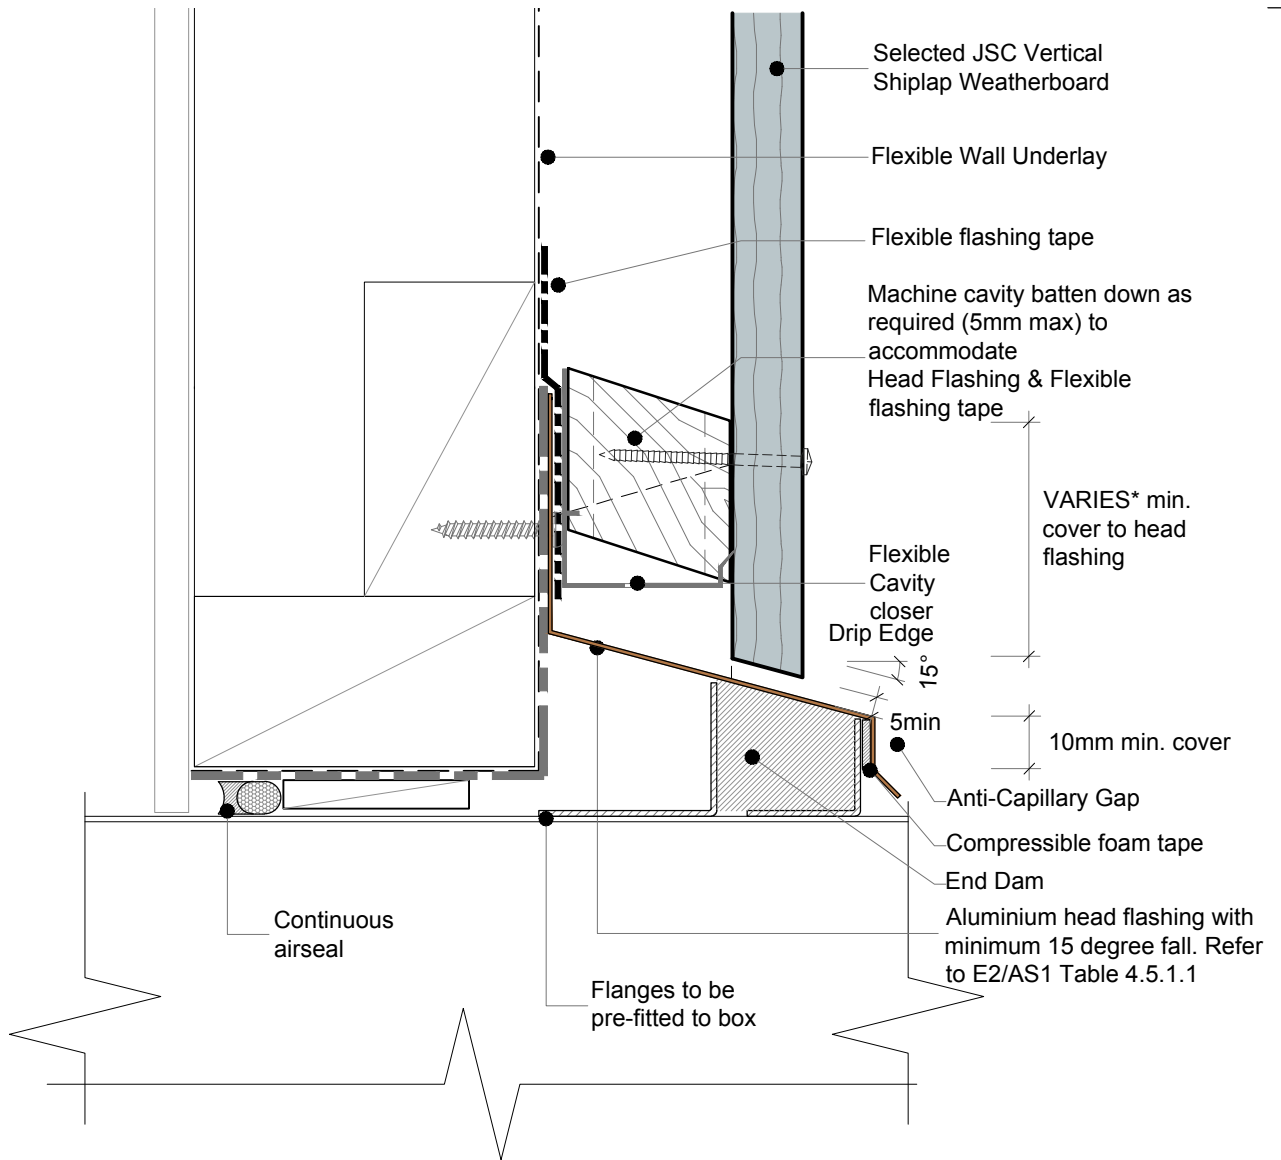 Selected JSC Vertical
Shiplap Weatherboard
Flexible Wall Underlay
Flexible flashing tape
Machine cavity batten down as
required (5mm max) to
accommodate
Head Flashing & Flexible
flashing tape
VARIES* min.
cover to head
flashing
Flexible
Cavity
closer
Drip Edge
15°
5min
10mm min. cover
Anti-Capillary Gap
Compressible foam tape
End Dam
Aluminium head flashing with
minimum 15 degree fall. Refer
to E2/AS1 Table 4.5.1.1
Continuous
airseal
Flanges to be
pre-fitted to box